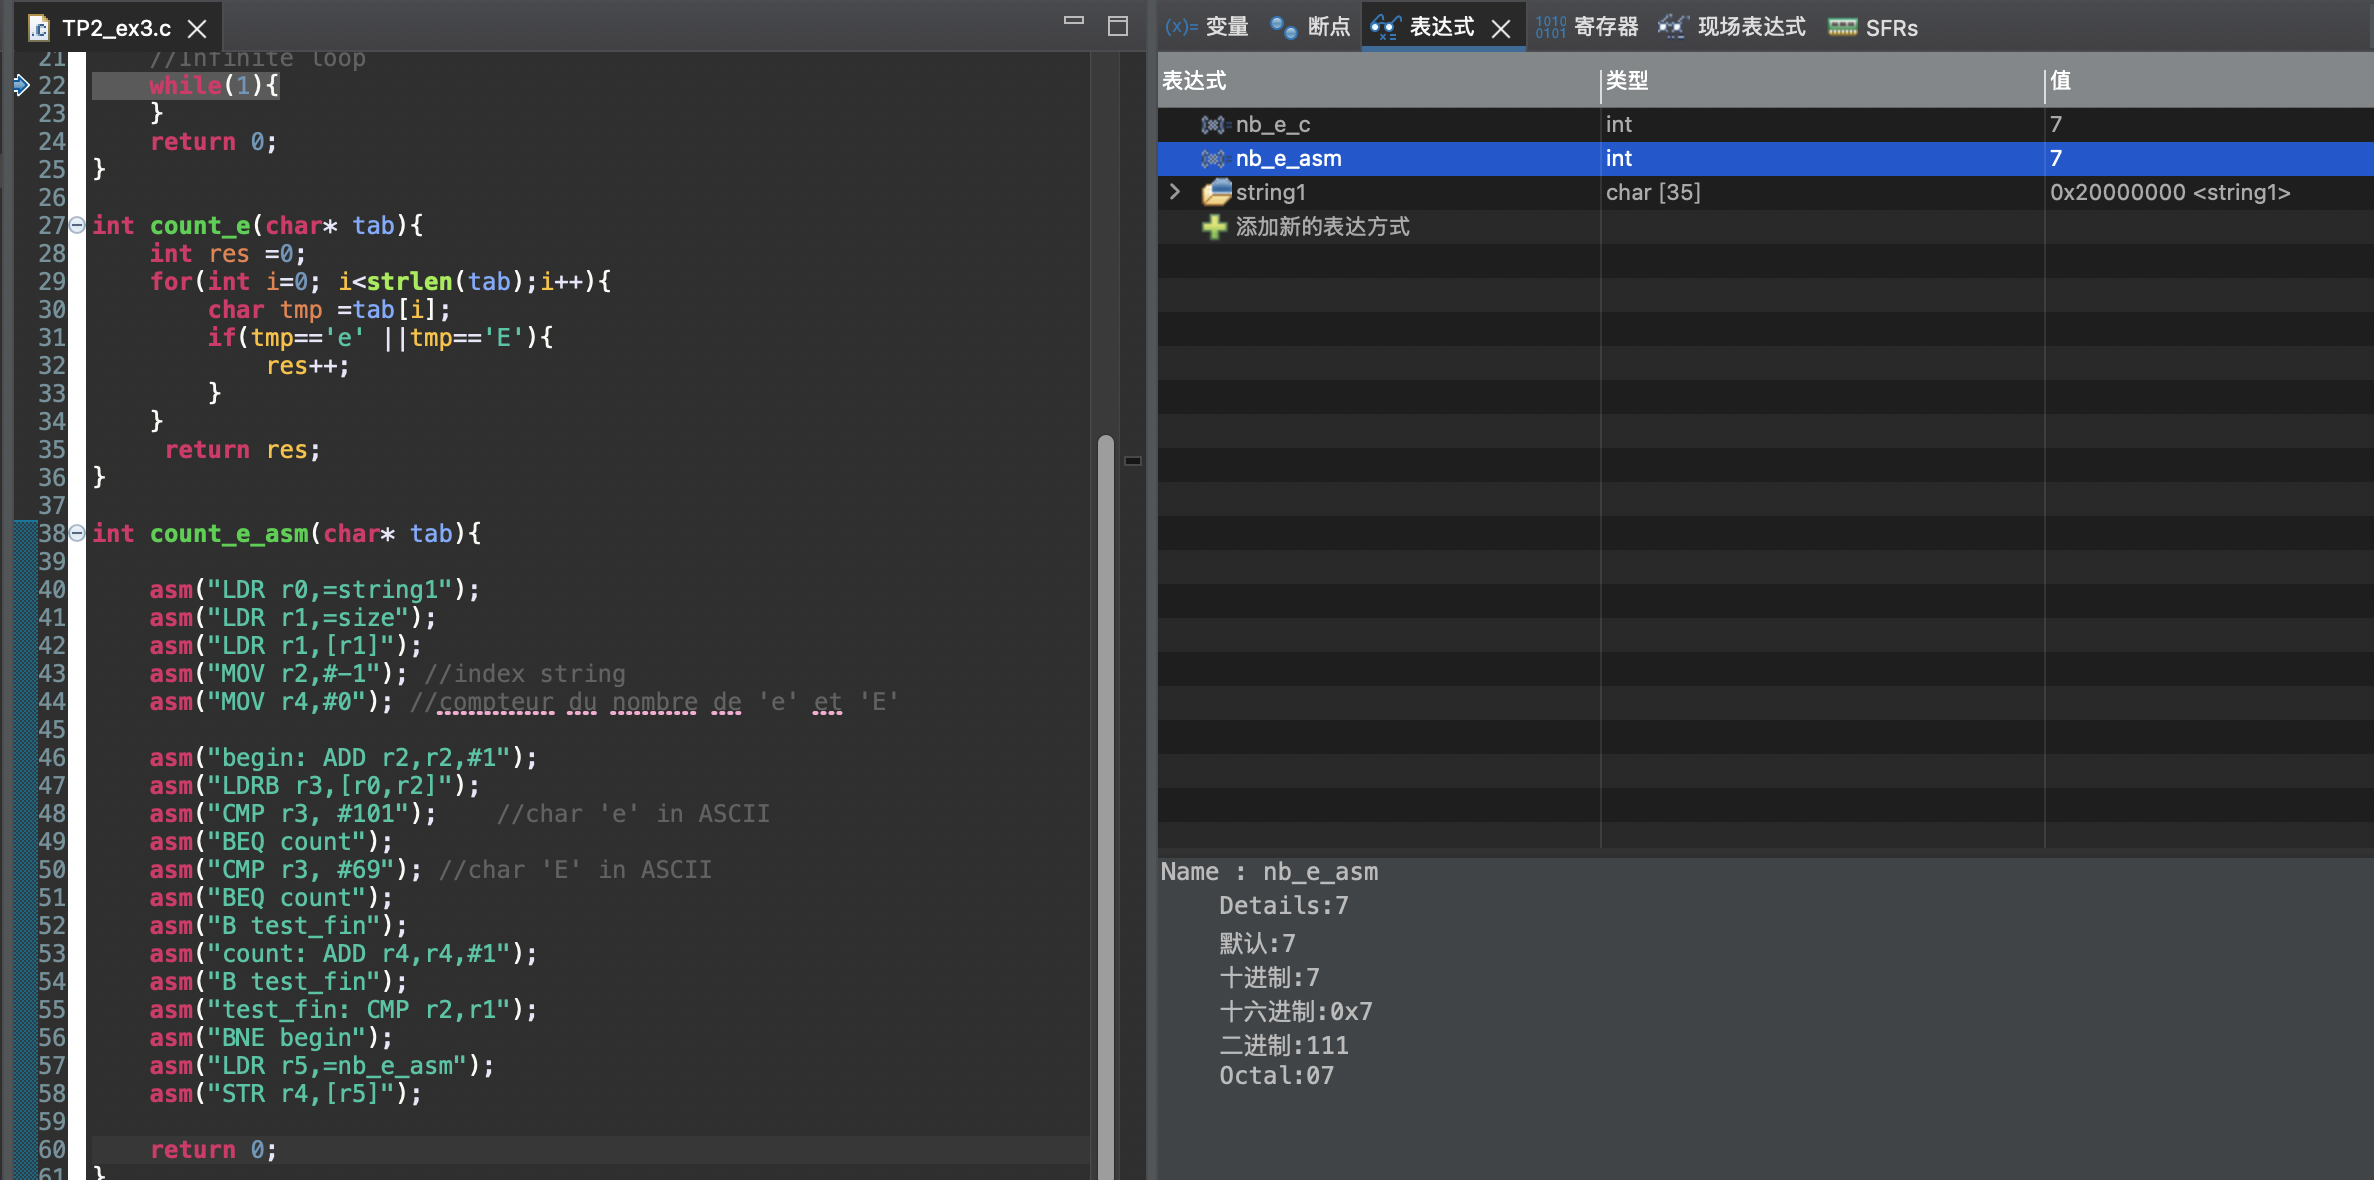 TP2_ex3.c
21 //Infinite loop
22 while(1){
23 }
24 return 0;
25 }
26
27 int count_e(char* tab){
28 int res =0;
29 for(int i=0; i<strlen(tab);i++){
30 char tmp =tab[i];
31 if(tmp=='e' ||tmp=='E'){
32 res++;
33 }
34 }
35 return res;
36 }
37
38 int count_e_asm(char* tab){
39
40 asm("LDR r0,=string1");
41 asm("LDR r1,=size");
42 asm("LDR r1,[r1]");
43 asm("MOV r2,#-1"); //index string
44 asm("MOV r4,#0"); //compteur du nombre de 'e' et 'E'
45
46 asm("begin: ADD r2,r2,#1");
47 asm("LDRB r3,[r0,r2]");
48 asm("CMP r3, #101"); //char 'e' in ASCII
49 asm("BEQ count");
50 asm("CMP r3, #69"); //char 'E' in ASCII
51 asm("BEQ count");
52 asm("B test_fin");
53 asm("count: ADD r4,r4,#1");
54 asm("B test_fin");
55 asm("test_fin: CMP r2,r1");
56 asm("BNE begin");
57 asm("LDR r5,=nb_e_asm");
58 asm("STR r4,[r5]");
59
60 return 0;
61 }
(x)= 变量 断点 表达式 1010 0101 寄存器 现场表达式 SFRs
表达式 类型 值
nb_e_c int 7
nb_e_asm int 7
string1 char [35] 0x20000000 <string1>
添加新的表达方式
Name : nb_e_asm
Details:7
默认:7
十进制:7
十六进制:0x7
二进制:111
Octal:07